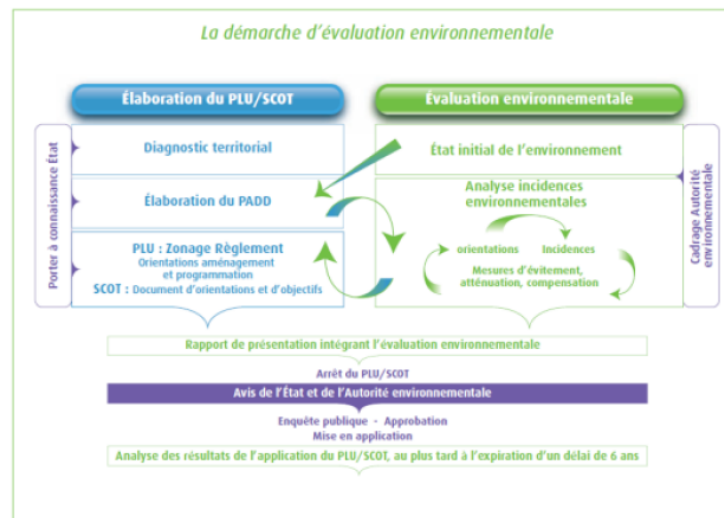 La démarche d'évaluation environnementale
Élaboration du PLU/SCOT
Évaluation environnementale
Porter à connaissance État
Diagnostic territorial
État initial de l'environnement
Cadrage Autorité
environnementale
Élaboration du PADD
Analyse incidences
environnementales
PLU : Zonage Règlement
Orientations aménagement
et programmation
SCOT : Document d'orientations et d'objectifs
orientations
Incidences
Mesures d'évitement,
atténuation, compensation
Rapport de présentation intégrant l'évaluation environnementale
Arrêt du PLU/SCOT
Avis de l'État et de l'Autorité environnementale
Enquête publique - Approbation
Mise en application
Analyse des résultats de l'application du PLU/SCOT, au plus tard à l'expiration d'un délai de 6 ans